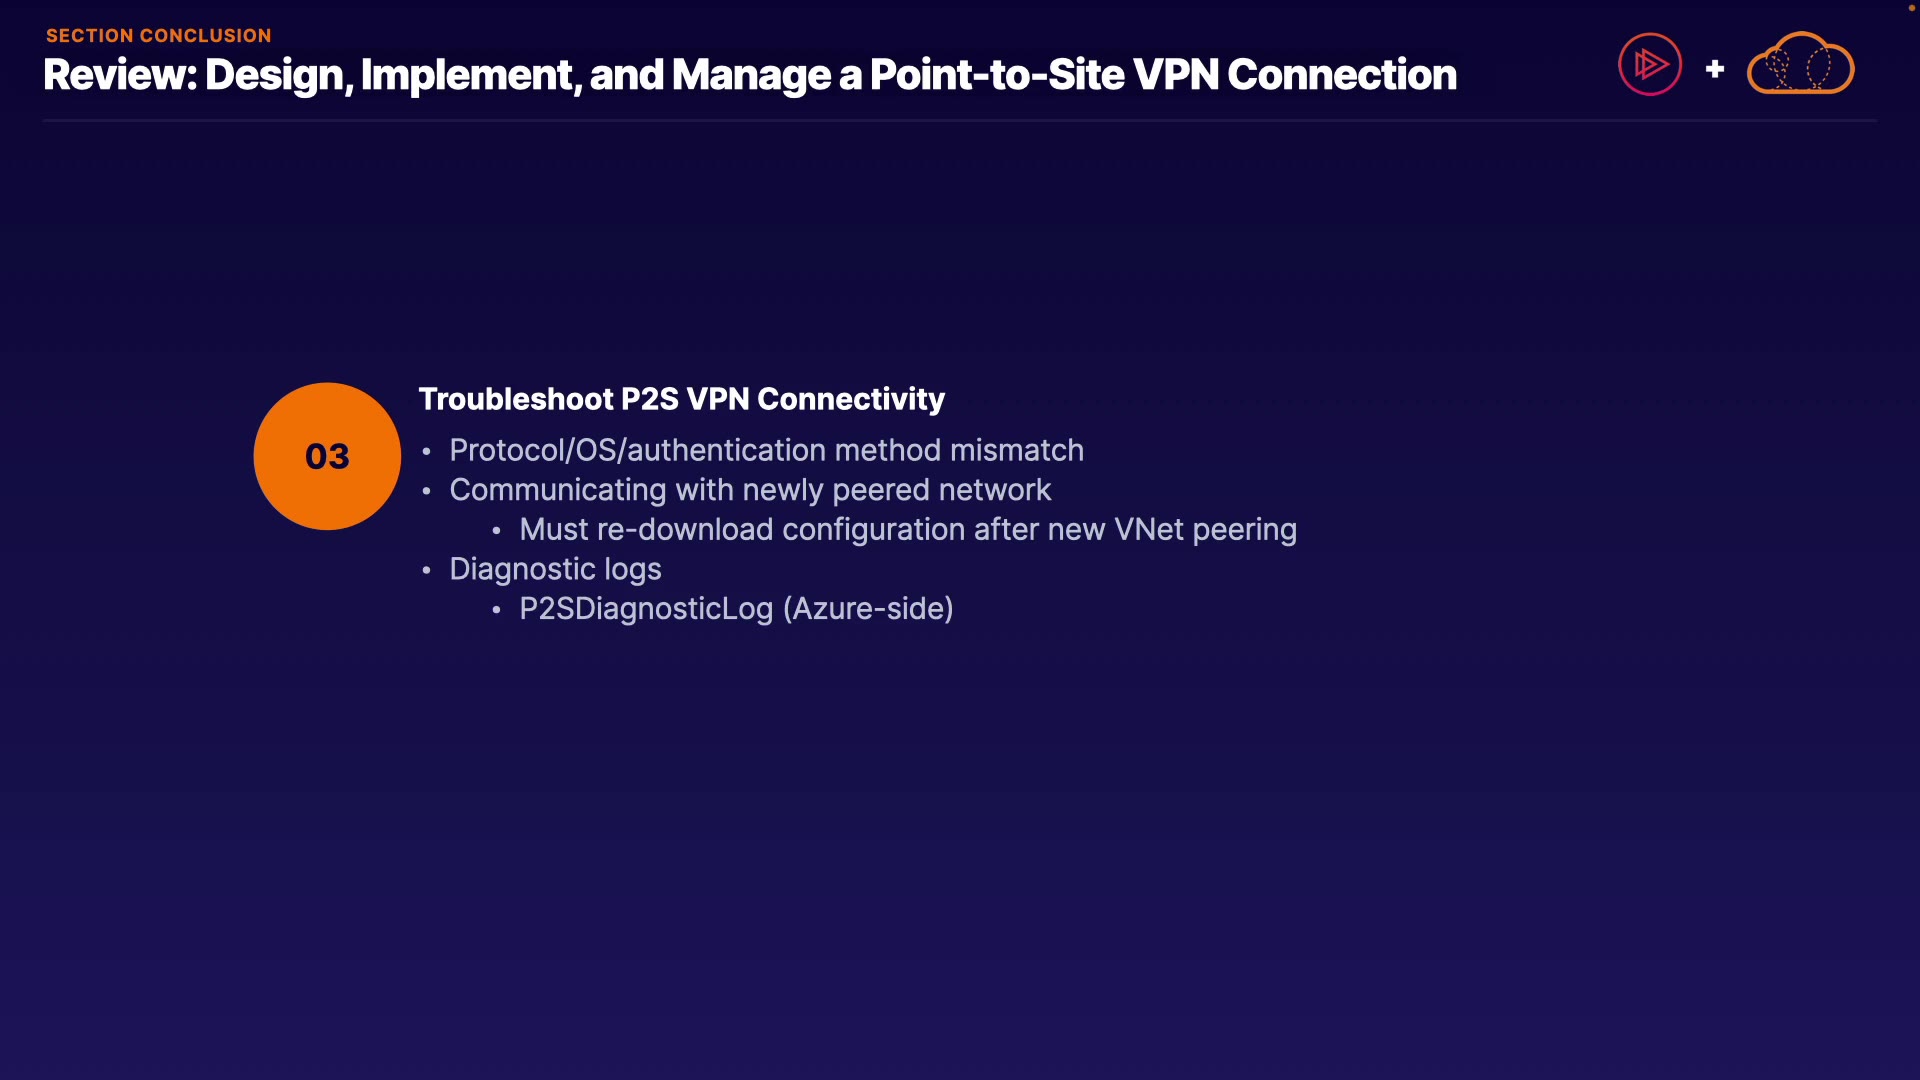 SECTION CONCLUSION
Review: Design, Implement, and Manage a Point-to-Site VPN Connection
+
03
Troubleshoot P2S VPN Connectivity
• Protocol/OS/authentication method mismatch
• Communicating with newly peered network
• Must re-download configuration after new VNet peering
• Diagnostic logs
• P2SDiagnosticLog (Azure-side)